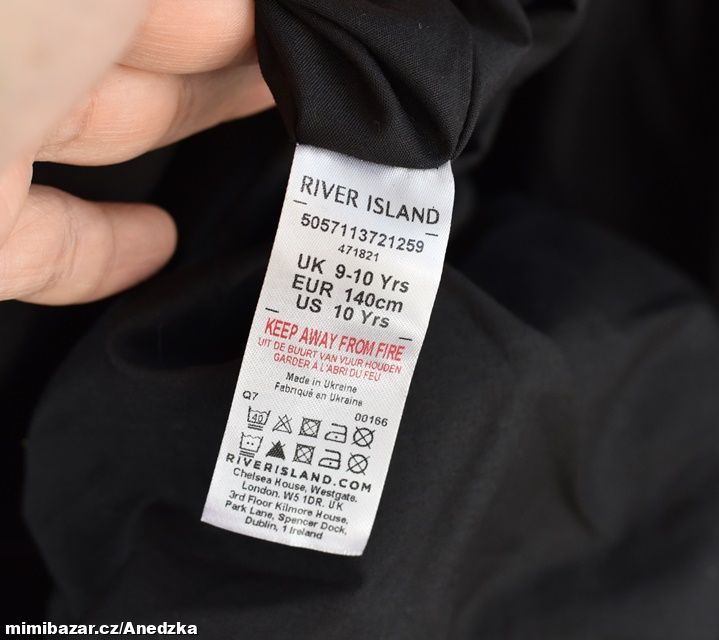 RIVER ISLAND
5057113721259
471821
UK 9-10 Yrs
EUR 140cm
US 10 Yrs
KEEP AWAY FROM FIRE
UIT DE BUURT VAN VUUR HOUDEN
GARDER À L'ABRI DU FEU
Made in Ukraine
Fabriqué en Ukraine
Q7 00166
40
RIVERISLAND.COM
Chelsea House, Westgate,
London. W5 1DR. UK
3rd Floor Kilmore House,
Park Lane, Spencer Dock,
Dublin, 1 Ireland
mimibazar.cz/Anedzka